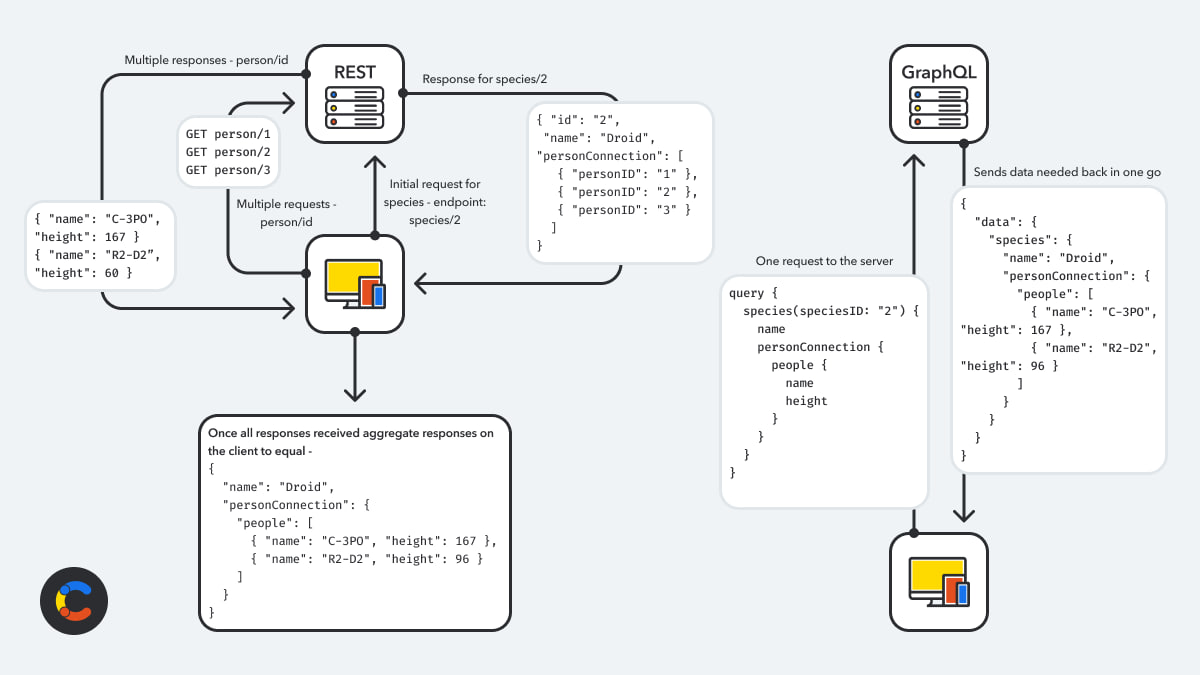 Multiple responses - person/id
REST
Response for species/2
GET person/1
GET person/2
GET person/3
{ "id": "2",
"name": "Droid",
"personConnection": [
{ "personID": "1" },
{ "personID": "2" },
{ "personID": "3" }
]
}
Initial request for
species - endpoint:
species/2
Multiple requests -
person/id
{ "name": "C-3PO",
"height": 167 }
{ "name": "R2-D2”,
"height": 60 }
Once all responses received aggregate responses on
the client to equal -
{
"name": "Droid",
"personConnection": {
"people": [
{ "name": "C-3PO", "height": 167 },
{ "name": "R2-D2", "height": 96 }
]
}
}
GraphQL
Sends data needed back in one go
One request to the server
query {
species(speciesID: "2") {
name
personConnection {
people {
name
height
}
}
}
}
{
"data": {
"species": {
"name": "Droid",
"personConnection": {
"people": [
{ "name": "C-3PO",
"height": 167 },
{ "name": "R2-D2",
"height": 96 }
]
}
}
}
}